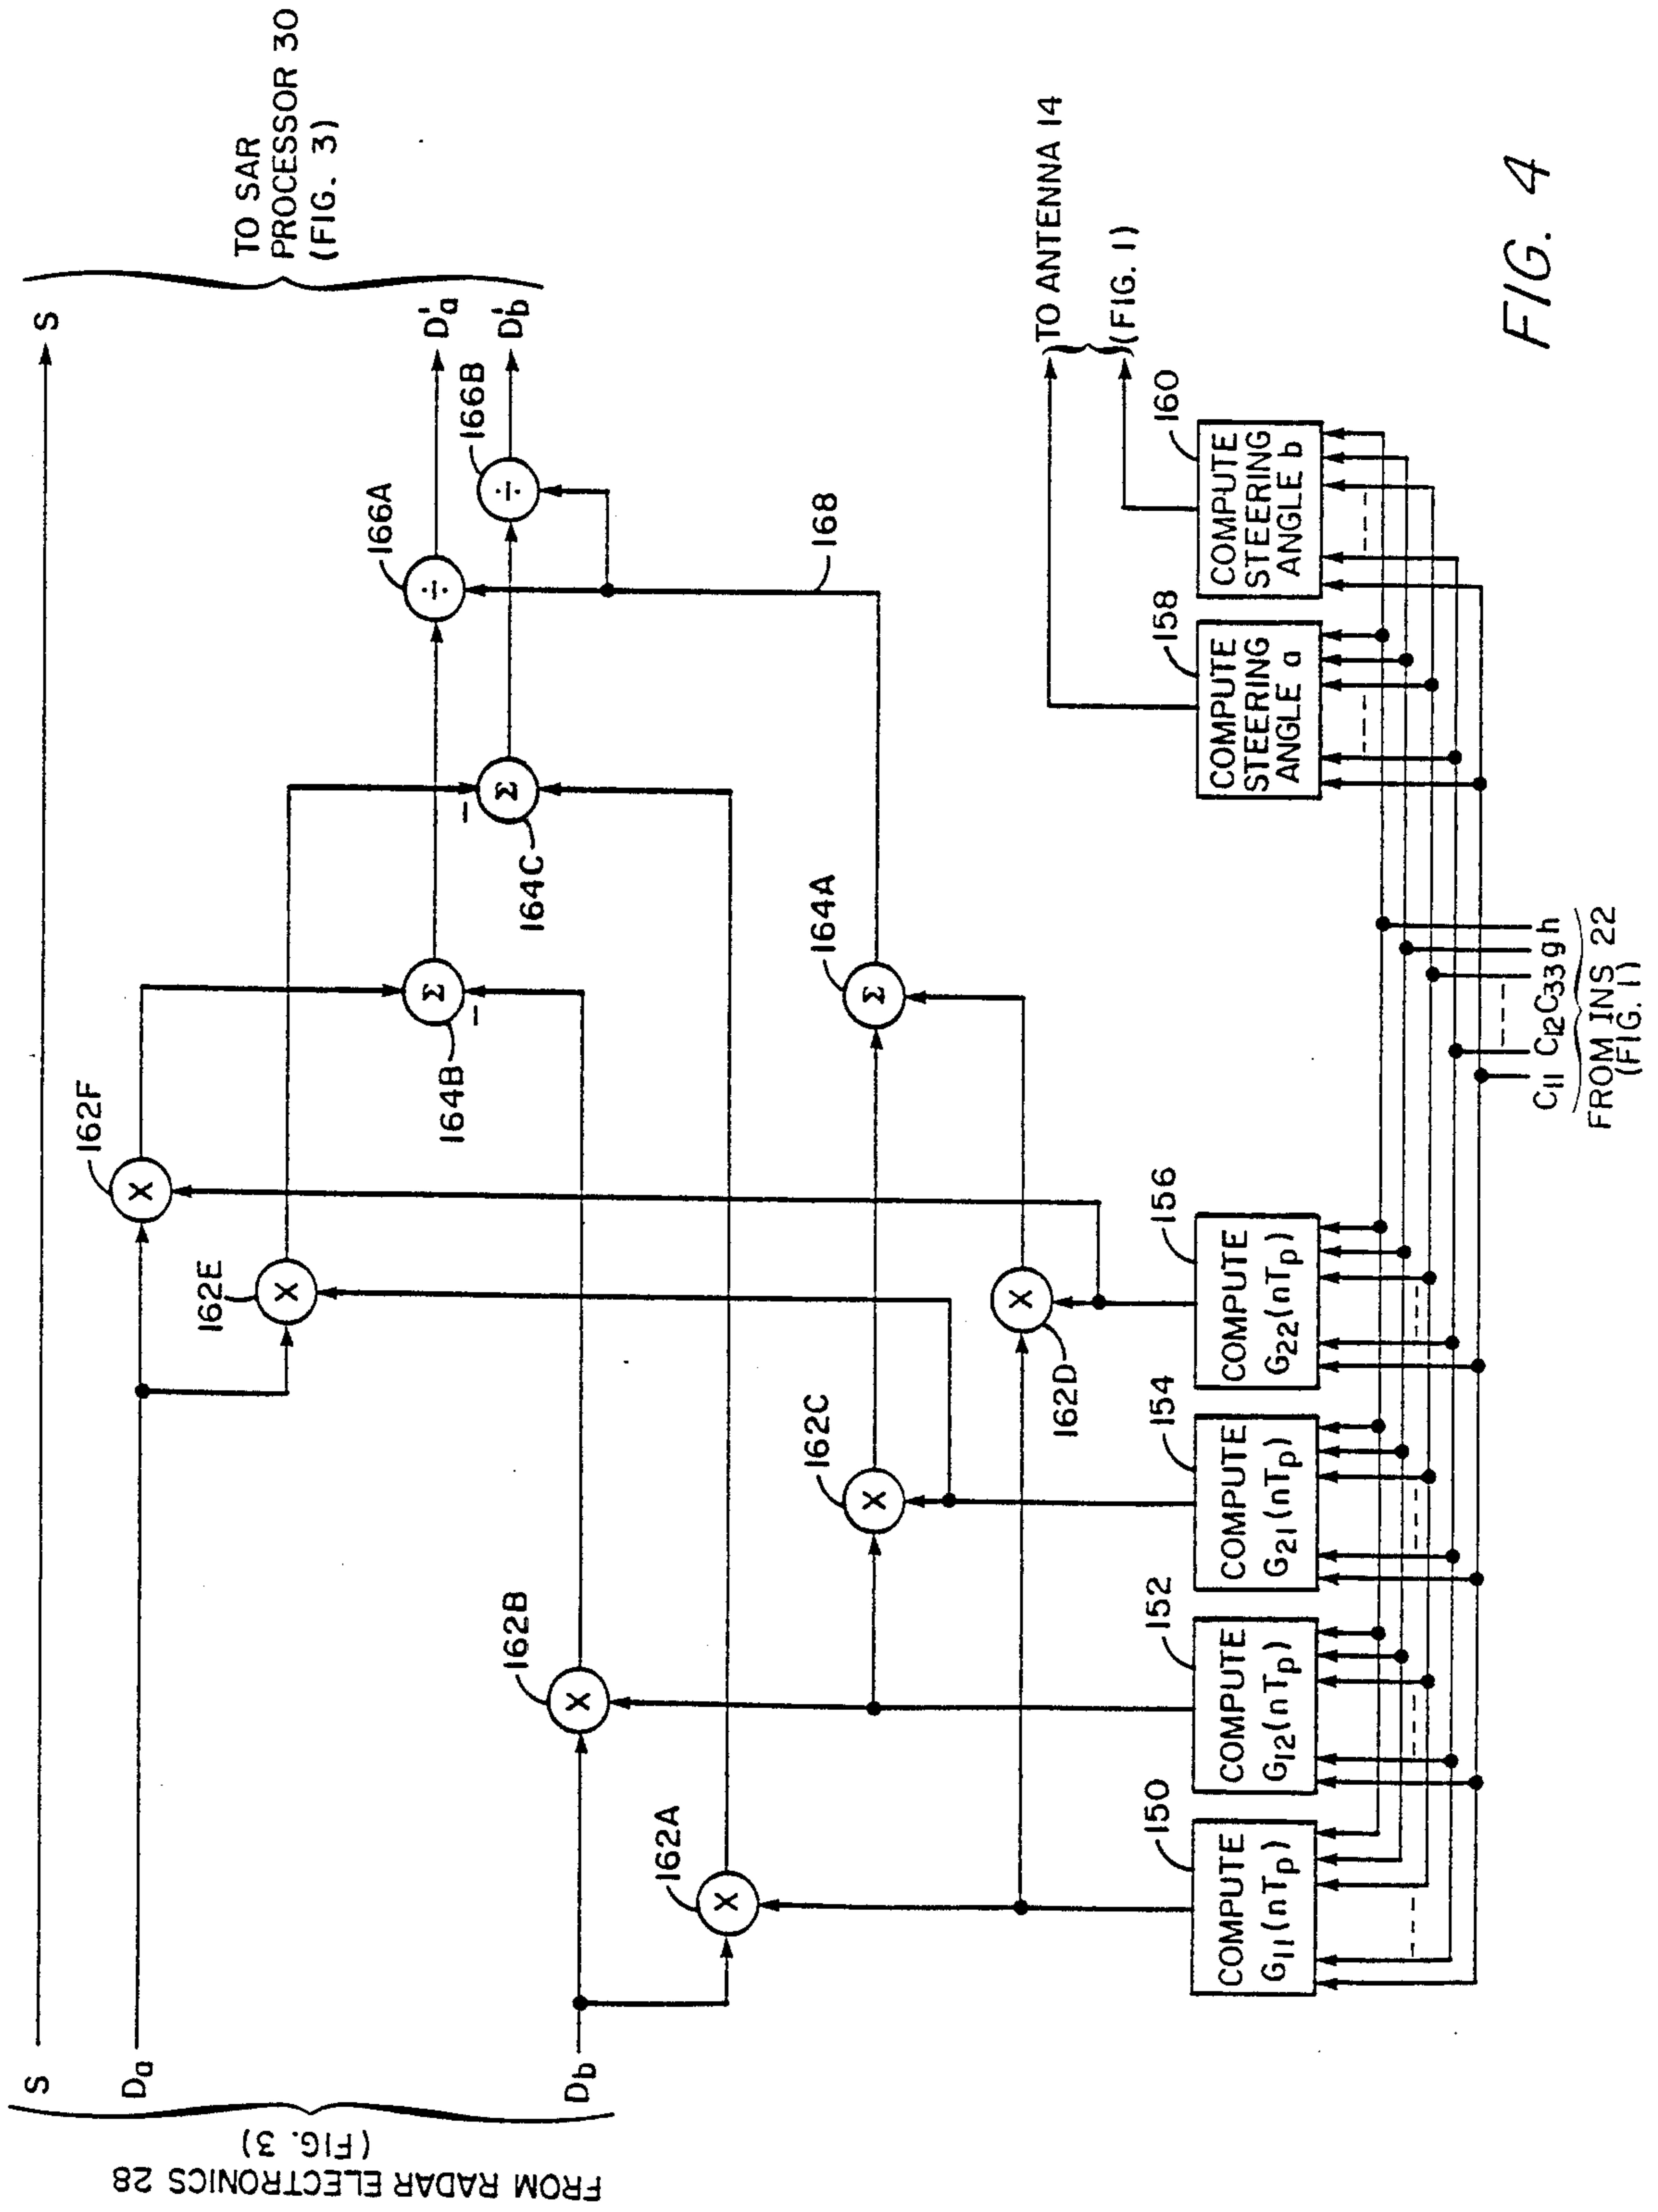 S
S
TO SAR
PROCESSOR 30
(FIG. 3)
FROM RADAR ELECTRONICS 28
(FIG. 3)
Da
162F
162E
166A
D'a
166B
D'b
164B
164C
Db
162B
162A
162C
162D
164A
168
TO ANTENNA 14
(FIG. 1)
X
X
X
X
X
X
Σ
Σ
Σ
÷
÷
−
−
150
COMPUTE
G11(nTp)
152
COMPUTE
G12(nTp)
154
COMPUTE
G21(nTp)
156
COMPUTE
G22(nTp)
158
COMPUTE
STEERING
ANGLE a
160
COMPUTE
STEERING
ANGLE b
C11 C12 C33 g h
FROM INS 22
(FIG. 1)
FIG. 4